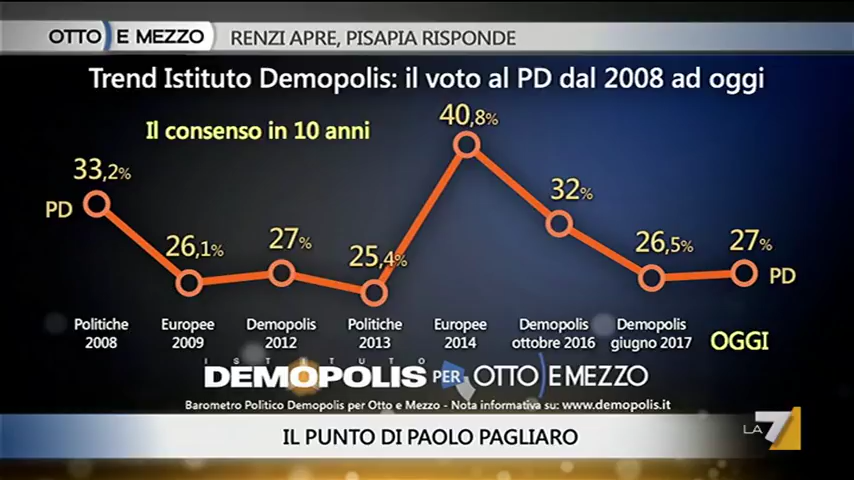 OTTO E MEZZO
RENZI APRE, PISAPIA RISPONDE
Trend Istituto Demopolis: il voto al PD dal 2008 ad oggi
Il consenso in 10 anni
PD
33,2%
26,1%
27%
25,4%
40,8%
32%
26,5%
27%
PD
Politiche 2008
Europee 2009
Demopolis 2012
Politiche 2013
Europee 2014
Demopolis ottobre 2016
Demopolis giugno 2017
OGGI
ISTITUTO
DEMOPOLIS PER OTTO E MEZZO
Barometro Politico Demopolis per Otto e Mezzo - Nota informativa su: www.demopolis.it
IL PUNTO DI PAOLO PAGLIARO
LA7